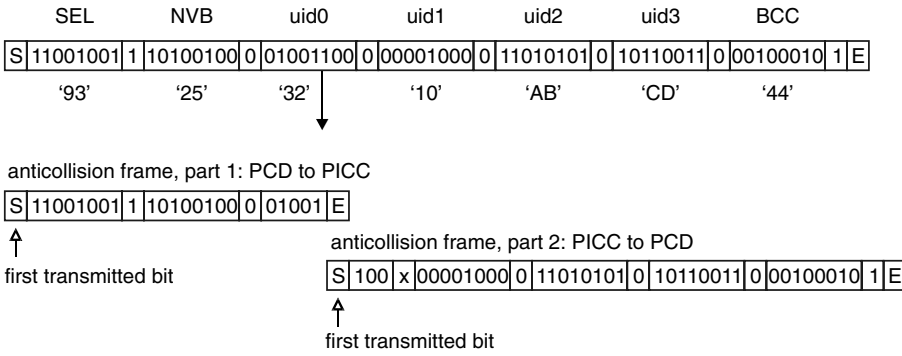 SEL NVB uid0 uid1 uid2 uid3 BCC
S 11001001 1 10100100 0 01001100 0 00001000 0 11010101 0 10110011 0 00100010 1 E
‘93’ ‘25’ ‘32’ ‘10’ ‘AB’ ‘CD’ ‘44’
anticollision frame, part 1: PCD to PICC
S 11001001 1 10100100 0 01001 E
first transmitted bit
anticollision frame, part 2: PICC to PCD
S 100 x 00001000 0 11010101 0 10110011 0 00100010 1 E
first transmitted bit